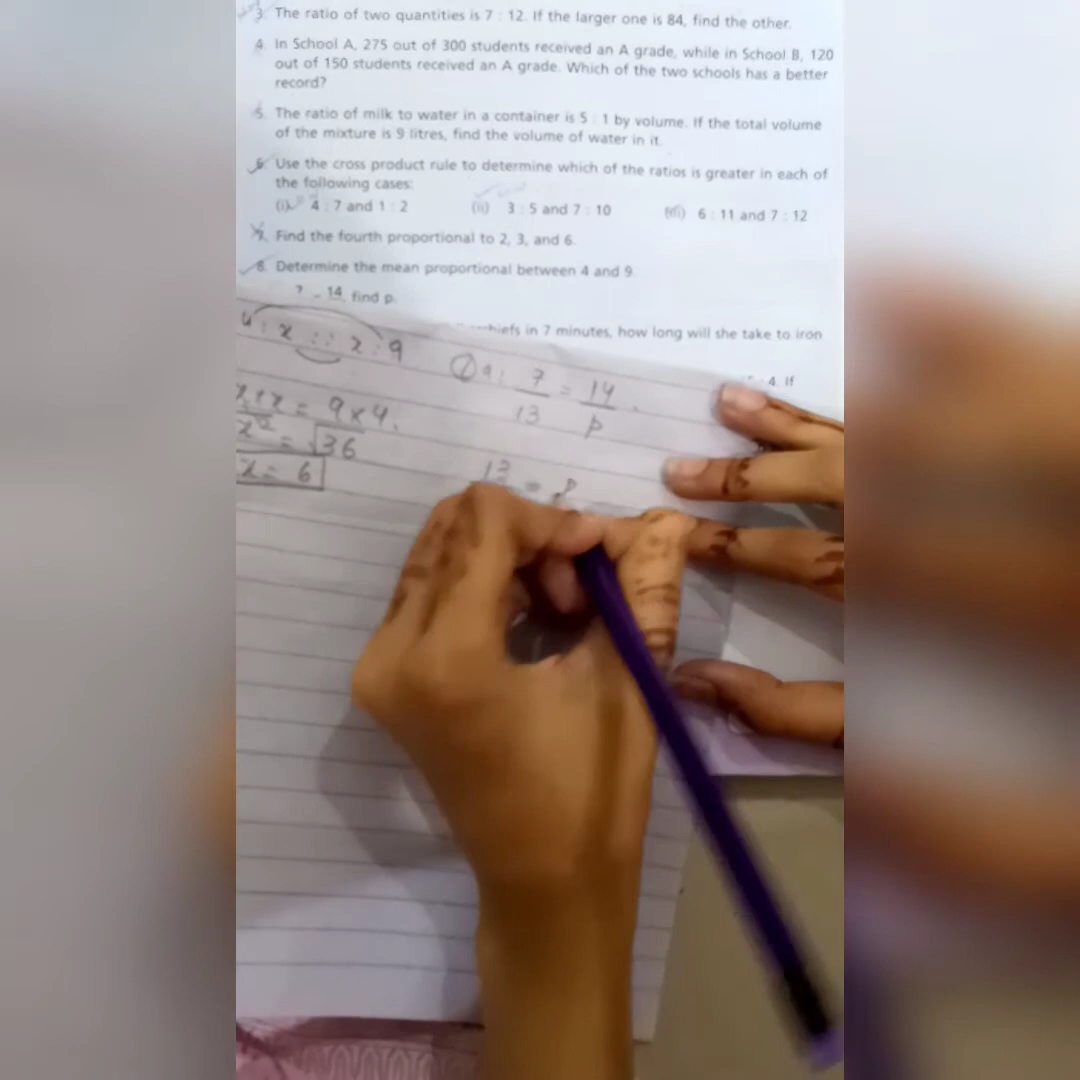 3. The ratio of two quantities is 7 : 12. If the larger one is 84, find the other.
4. In School A, 275 out of 300 students received an A grade, while in School B, 120
out of 150 students received an A grade. Which of the two schools has a better
record?
5. The ratio of milk to water in a container is 5 : 1 by volume. If the total volume
of the mixture is 9 litres, find the volume of water in it.
6. Use the cross product rule to determine which of the ratios is greater in each of
the following cases:
(i) 4 : 7 and 1 : 2 (ii) 3 : 5 and 7 : 10 (iii) 6 : 11 and 7 : 12
7. Find the fourth proportional to 2, 3, and 6.
8. Determine the mean proportional between 4 and 9.
7 = 14, find p.
chiefs in 7 minutes, how long will she take to iron
4. If
4 : x :: x : 9
x × x = 9 × 4.
x² = √36
x = 6
7/13 = 14/p